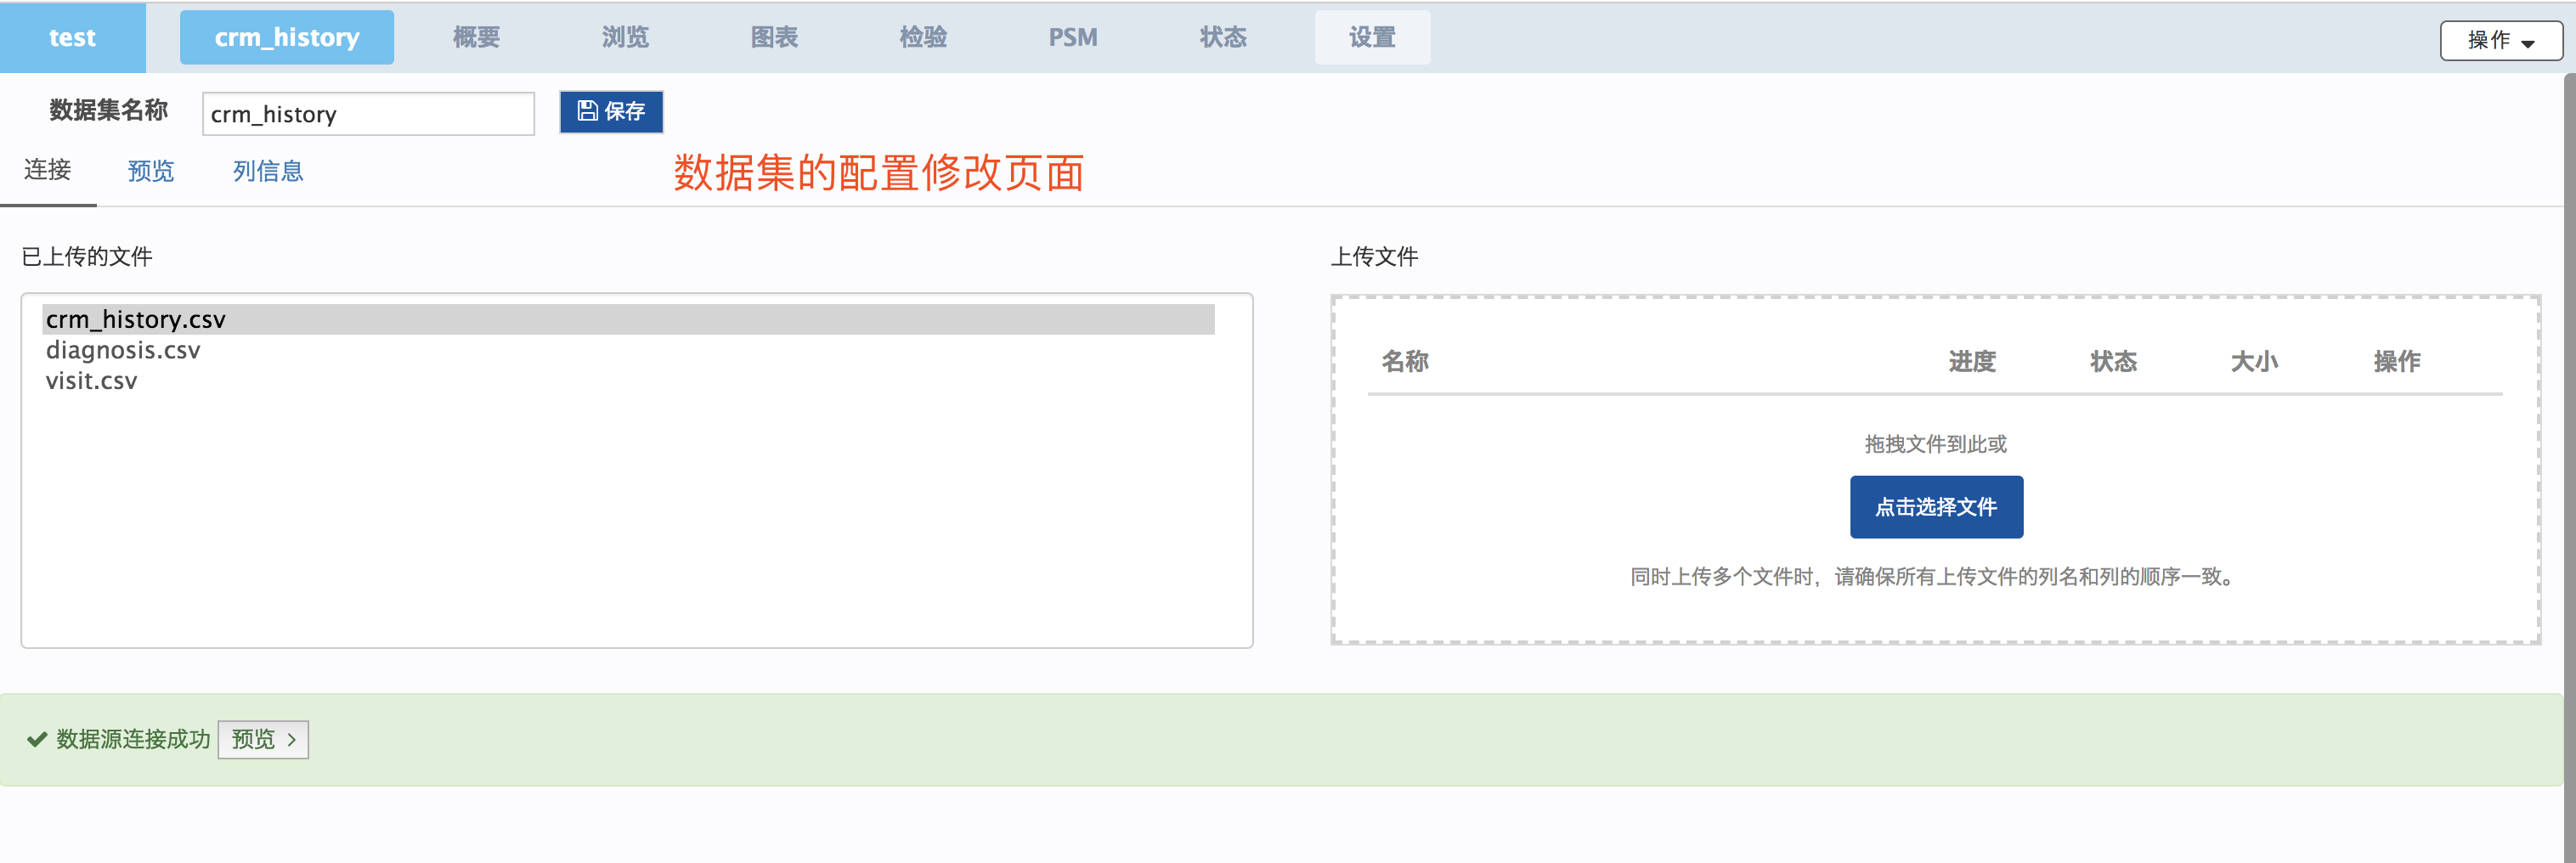 test crm_history 概要 浏览 图表 检验 PSM 状态 设置 操作
数据集名称 crm_history 保存
连接 预览 列信息
数据集的配置修改页面
已上传的文件
crm_history.csv
diagnosis.csv
visit.csv
上传文件
名称 进度 状态 大小 操作
拖拽文件到此或
点击选择文件
同时上传多个文件时，请确保所有上传文件的列名和列的顺序一致。
数据源连接成功 预览